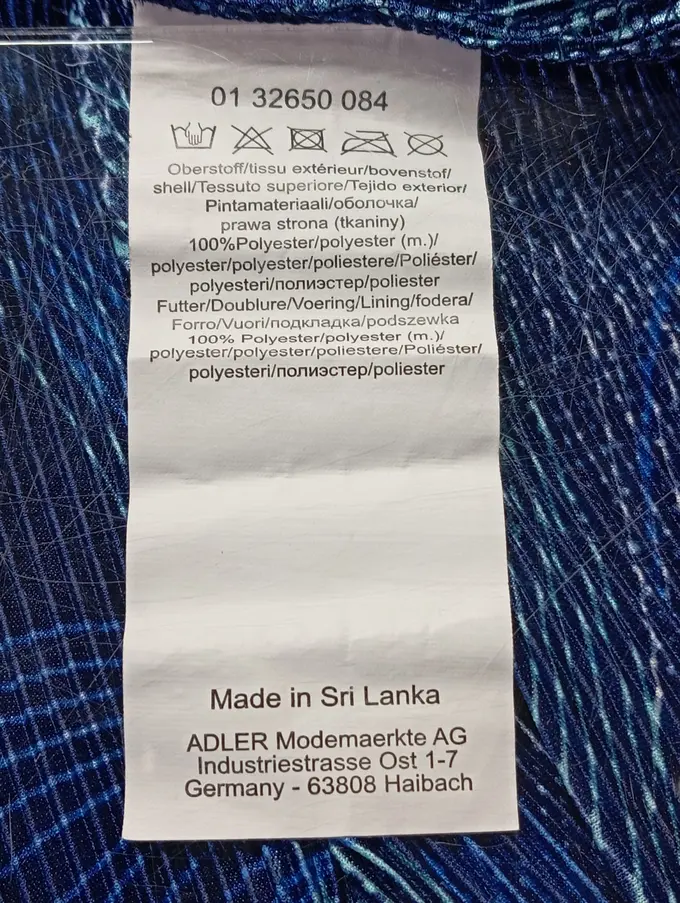 01 32650 084
Oberstoff/tissu extérieur/bovenstof/
shell/Tessuto superiore/Tejido exterior/
Pintamateriaali/оболочка/
prawa strona (tkaniny)
100%Polyester/polyester (m.)/
polyester/polyester/poliestere/Poliéster/
polyesteri/полиэстер/poliester
Futter/Doublure/Voering/Lining/fodera/
Forro/Vuori/подкладка/podszewka
100% Polyester/polyester (m.)/
polyester/polyester/poliestere/Poliéster/
polyesteri/полиэстер/poliester
Made in Sri Lanka
ADLER Modemaerkte AG
Industriestrasse Ost 1-7
Germany - 63808 Haibach